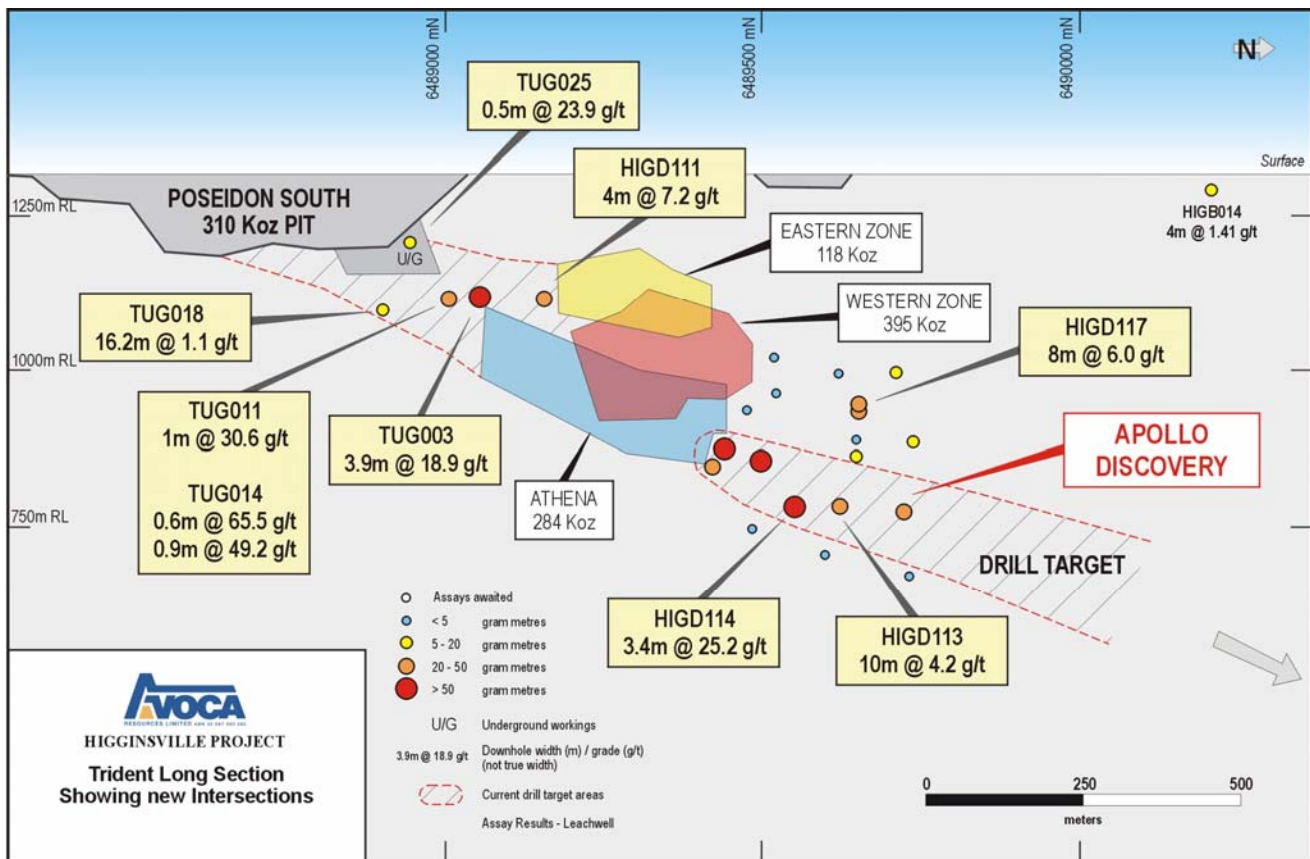 6489000 mN
6489500 mN
6490000 mN
N
TUG025
0.5m @ 23.9 g/t
HIGD111
4m @ 7.2 g/t
Surface
POSEIDON SOUTH
310 Koz PIT
1250m RL
U/G
EASTERN ZONE
118 Koz
HIGB014
4m @ 1.41 g/t
TUG018
16.2m @ 1.1 g/t
WESTERN ZONE
395 Koz
HIGD117
8m @ 6.0 g/t
1000m RL
TUG011
1m @ 30.6 g/t
TUG014
0.6m @ 65.5 g/t
0.9m @ 49.2 g/t
TUG003
3.9m @ 18.9 g/t
APOLLO
DISCOVERY
ATHENA
284 Koz
750m RL
DRILL TARGET
HIGD114
3.4m @ 25.2 g/t
HIGD113
10m @ 4.2 g/t
Assays awaited
< 5 gram metres
5 - 20 gram metres
20 - 50 gram metres
> 50 gram metres
U/G Underground workings
3.9m @ 18.9 g/t Downhole width (m) / grade (g/t)
(not true width)
Current drill target areas
Assay Results - Leachwell
0 250 500
meters
AVOCA
RESOURCES LIMITED
HIGGINSVILLE PROJECT
Trident Long Section
Showing new Intersections